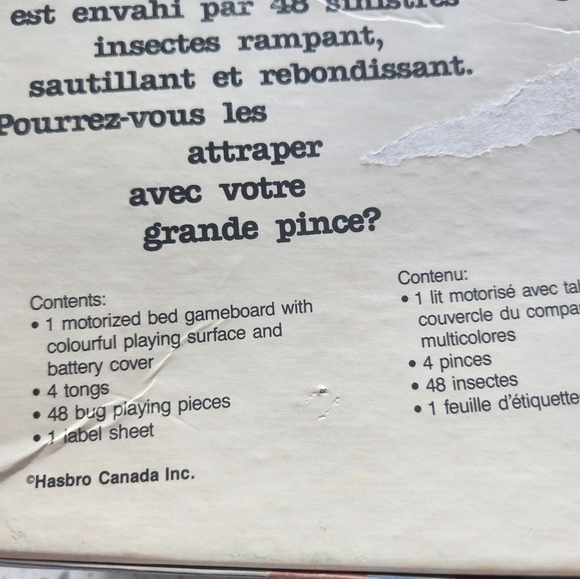 est envahi par 48 sinistres
insectes rampant,
sautillant et rebondissant.
Pourrez-vous les
attraper
avec votre
grande pince?
Contents:
• 1 motorized bed gameboard with
colourful playing surface and
battery cover
• 4 tongs
• 48 bug playing pieces
• 1 label sheet
©Hasbro Canada Inc.
Contenu:
• 1 lit motorisé avec
couvercle du
multicolores
• 4 pinces
• 48 insectes
• 1 feuille